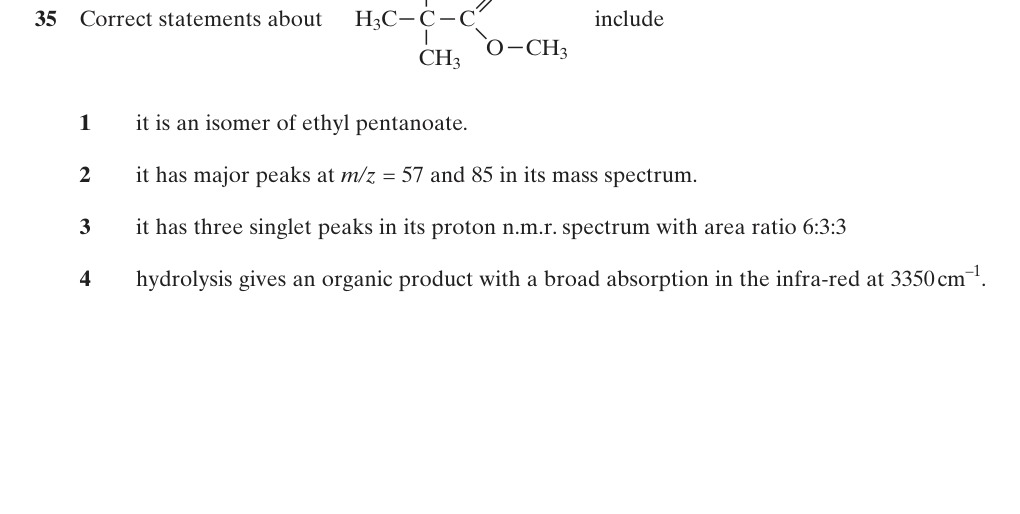 35 Correct statements about H₃C–C–C O–CH₃ CH₃ include
1 it is an isomer of ethyl pentanoate.
2 it has major peaks at m/z = 57 and 85 in its mass spectrum.
3 it has three singlet peaks in its proton n.m.r. spectrum with area ratio 6:3:3
4 hydrolysis gives an organic product with a broad absorption in the infra-red at 3350 cm⁻¹.